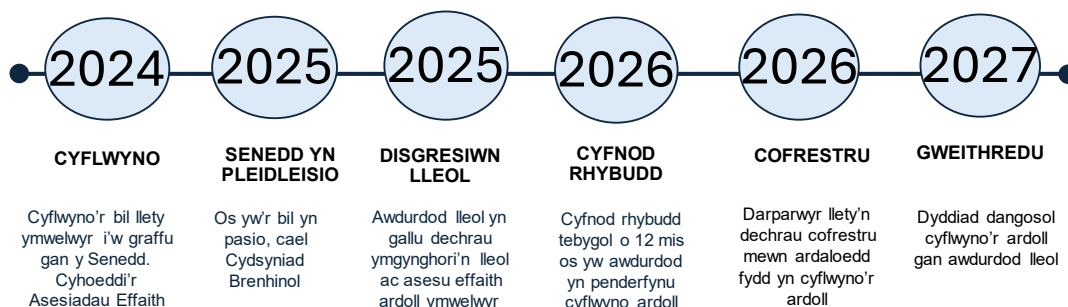 2024
2025
2025
2026
2026
2027
CYFLWYNO
Cyflwyno'r bil llety
ymwelwyr i'w graffu
gan y Senedd.
Cyhoeddi'r
Asesiadau Effaith
SENEDD YN
PLEIDLEISIO
Os yw'r bil yn
pasio, cael
Cydsyniad
Brenhinol
DISGRESIWN
LLEOL
Awdurdod lleol yn
gallu dechrau
ymgynghori'n lleol
ac asesu effaith
ardoll ymwelwyr
CYFNOD
RHYBUDD
Cyfnod rhybudd
tebygol o 12 mis
os yw awdurdod
yn penderfynu
cyflwyno ardoll
COFRESTRU
Darparwyr llety'n
dechrau cofrestru
mewn ardaloedd
fydd yn cyflwyno'r
ardoll
GWEITHREDU
Dyddiad dangosol
cyflwyno'r ardoll
gan awdurdod lleol